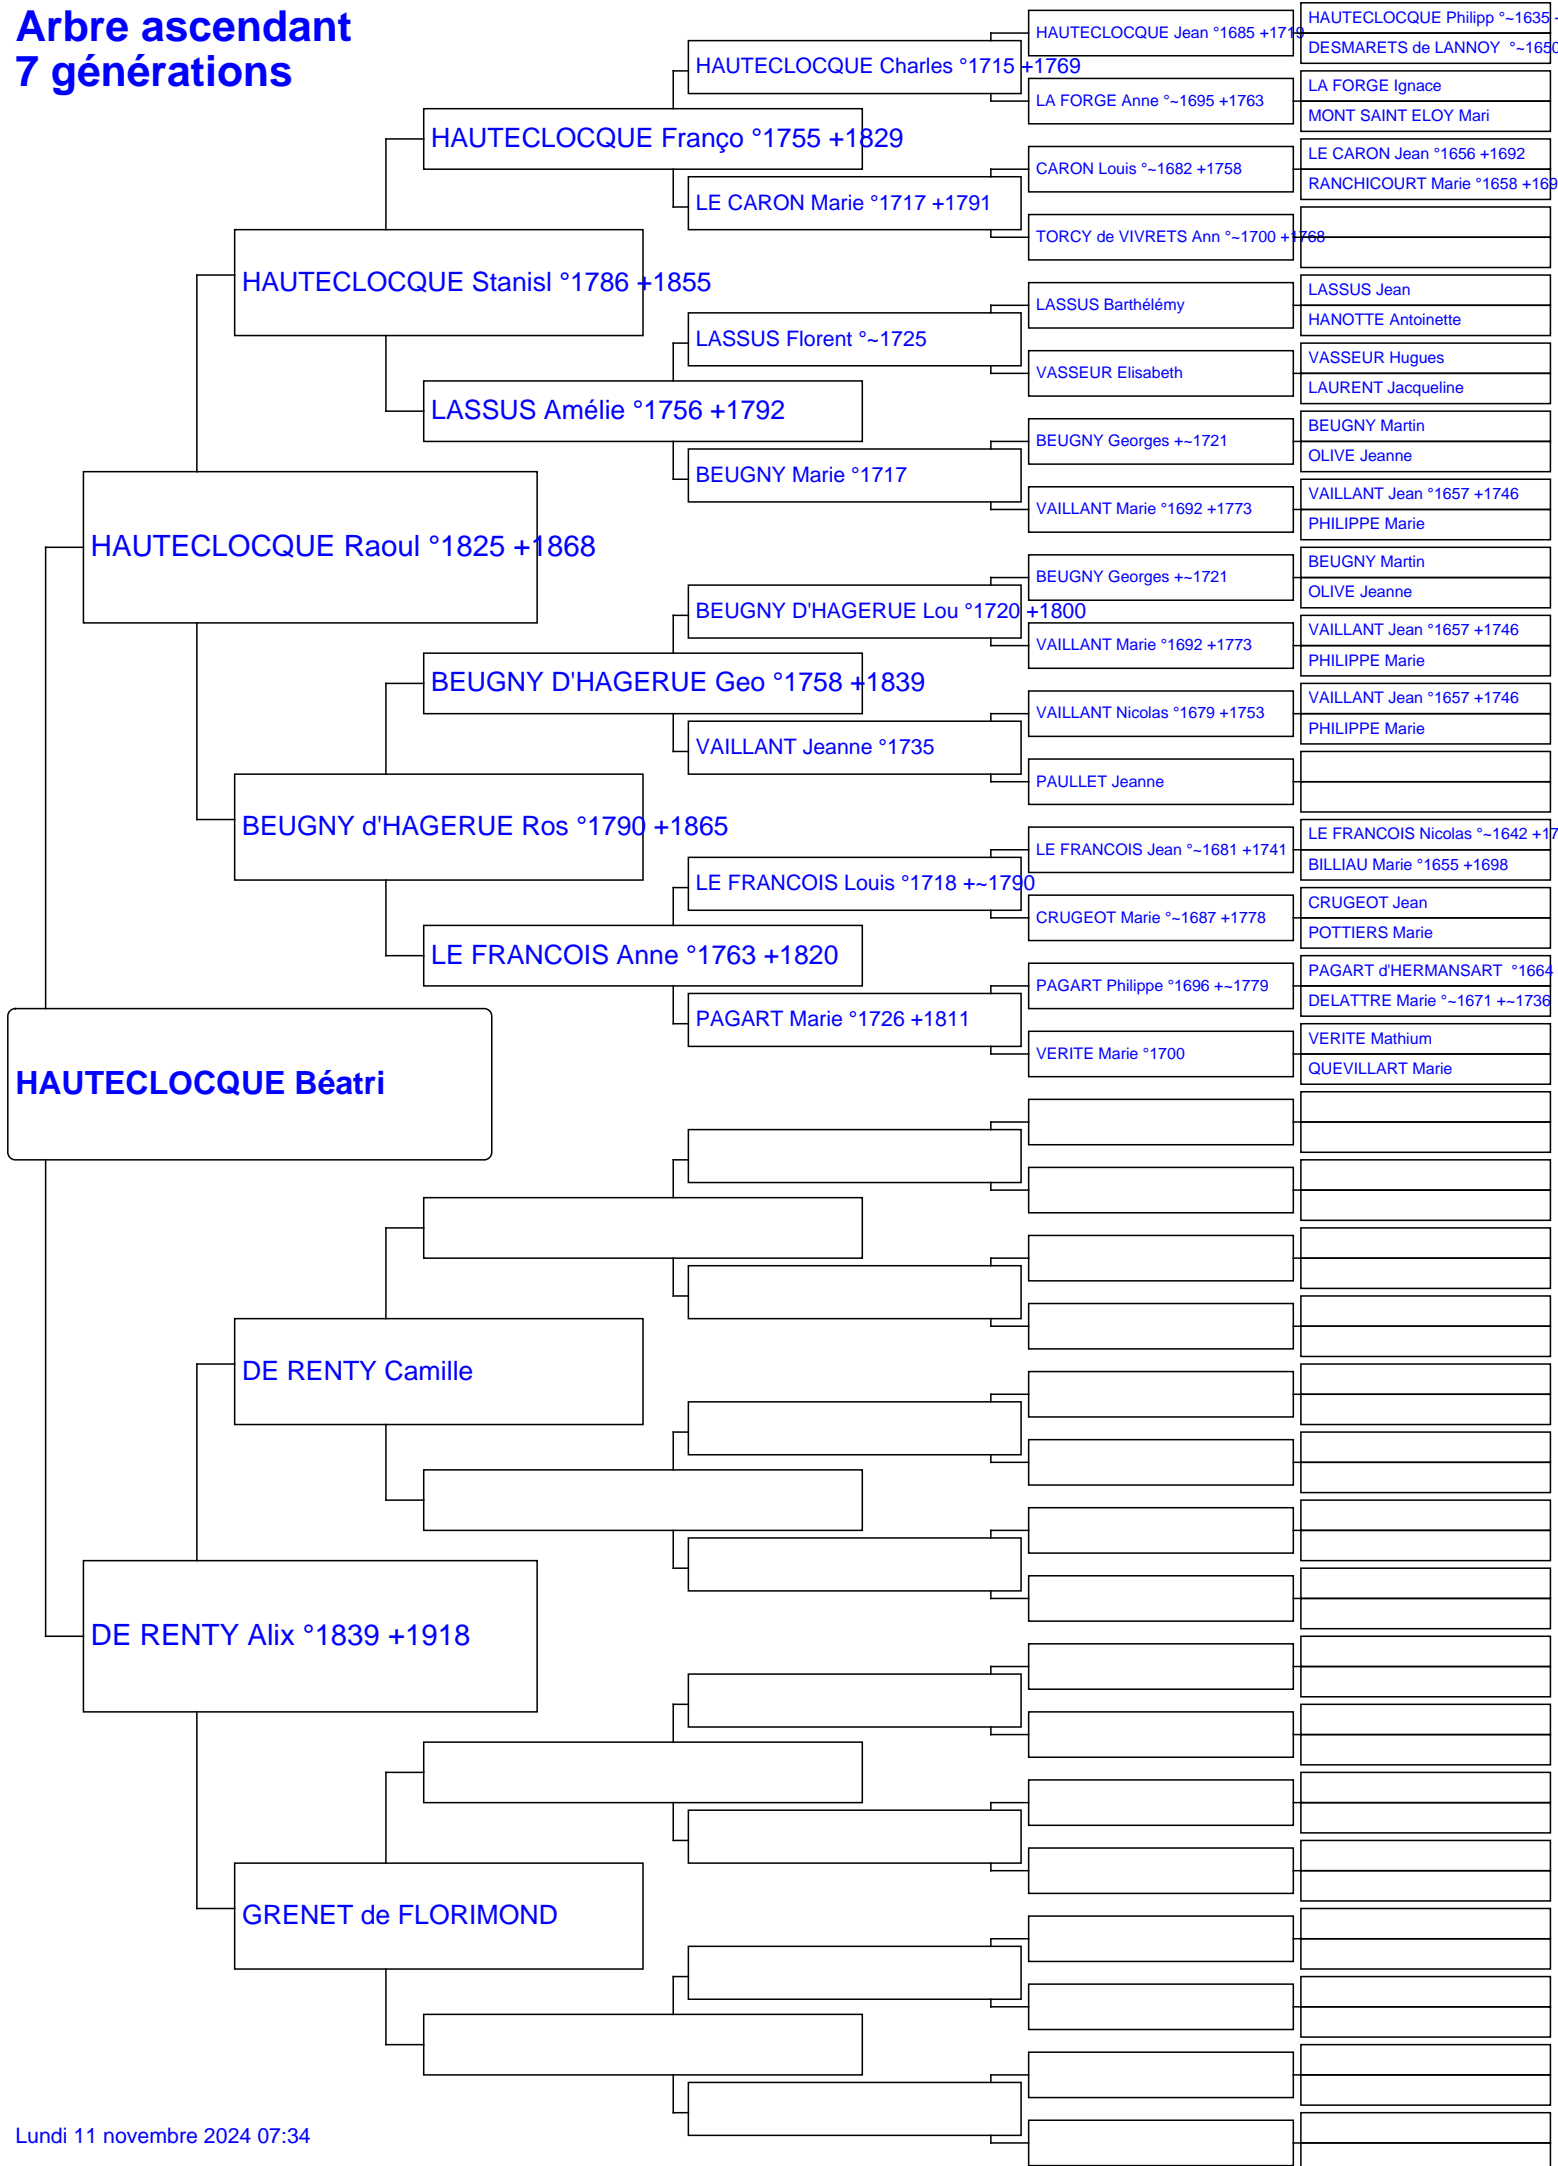 Arbre ascendant
7 générations
HAUTECLOCQUE Béatri
HAUTECLOCQUE Raoul °1825 +1868
DE RENTY Alix °1839 +1918
HAUTECLOCQUE Stanisl °1786 +1855
BEUGNY d'HAGERUE Ros °1790 +1865
DE RENTY Camille
GRENET de FLORIMOND
HAUTECLOCQUE Franço °1755 +1829
LASSUS Amélie °1756 +1792
BEUGNY D'HAGERUE Geo °1758 +1839
LE FRANCOIS Anne °1763 +1820
HAUTECLOCQUE Charles °1715 +1769
LE CARON Marie °1717 +1791
LASSUS Florent °~1725
BEUGNY Marie °1717
BEUGNY D'HAGERUE Lou °1720 +1800
VAILLANT Jeanne °1735
LE FRANCOIS Louis °1718 +~1790
PAGART Marie °1726 +1811
HAUTECLOCQUE Jean °1685 +1719
LA FORGE Anne °~1695 +1763
CARON Louis °~1682 +1758
TORCY de VIVRETS Ann °~1700 +1768
LASSUS Barthélémy
VASSEUR Elisabeth
BEUGNY Georges +~1721
VAILLANT Marie °1692 +1773
BEUGNY Georges +~1721
VAILLANT Marie °1692 +1773
VAILLANT Nicolas °1679 +1753
PAULLET Jeanne
LE FRANCOIS Jean °~1681 +1741
CRUGEOT Marie °~1687 +1778
PAGART Philippe °1696 +~1779
VERITE Marie °1700
HAUTECLOCQUE Philipp °~1635
DESMARETS de LANNOY °~1650
LA FORGE Ignace
MONT SAINT ELOY Mari
LE CARON Jean °1656 +1692
RANCHICOURT Marie °1658 +169
LASSUS Jean
HANOTTE Antoinette
VASSEUR Hugues
LAURENT Jacqueline
BEUGNY Martin
OLIVE Jeanne
VAILLANT Jean °1657 +1746
PHILIPPE Marie
BEUGNY Martin
OLIVE Jeanne
VAILLANT Jean °1657 +1746
PHILIPPE Marie
VAILLANT Jean °1657 +1746
PHILIPPE Marie
LE FRANCOIS Nicolas °~1642 +17
BILLIAU Marie °1655 +1698
CRUGEOT Jean
POTTIERS Marie
PAGART d'HERMANSART °1664
DELATTRE Marie °~1671 +~1736
VERITE Mathium
QUEVILLART Marie
Lundi 11 novembre 2024 07:34